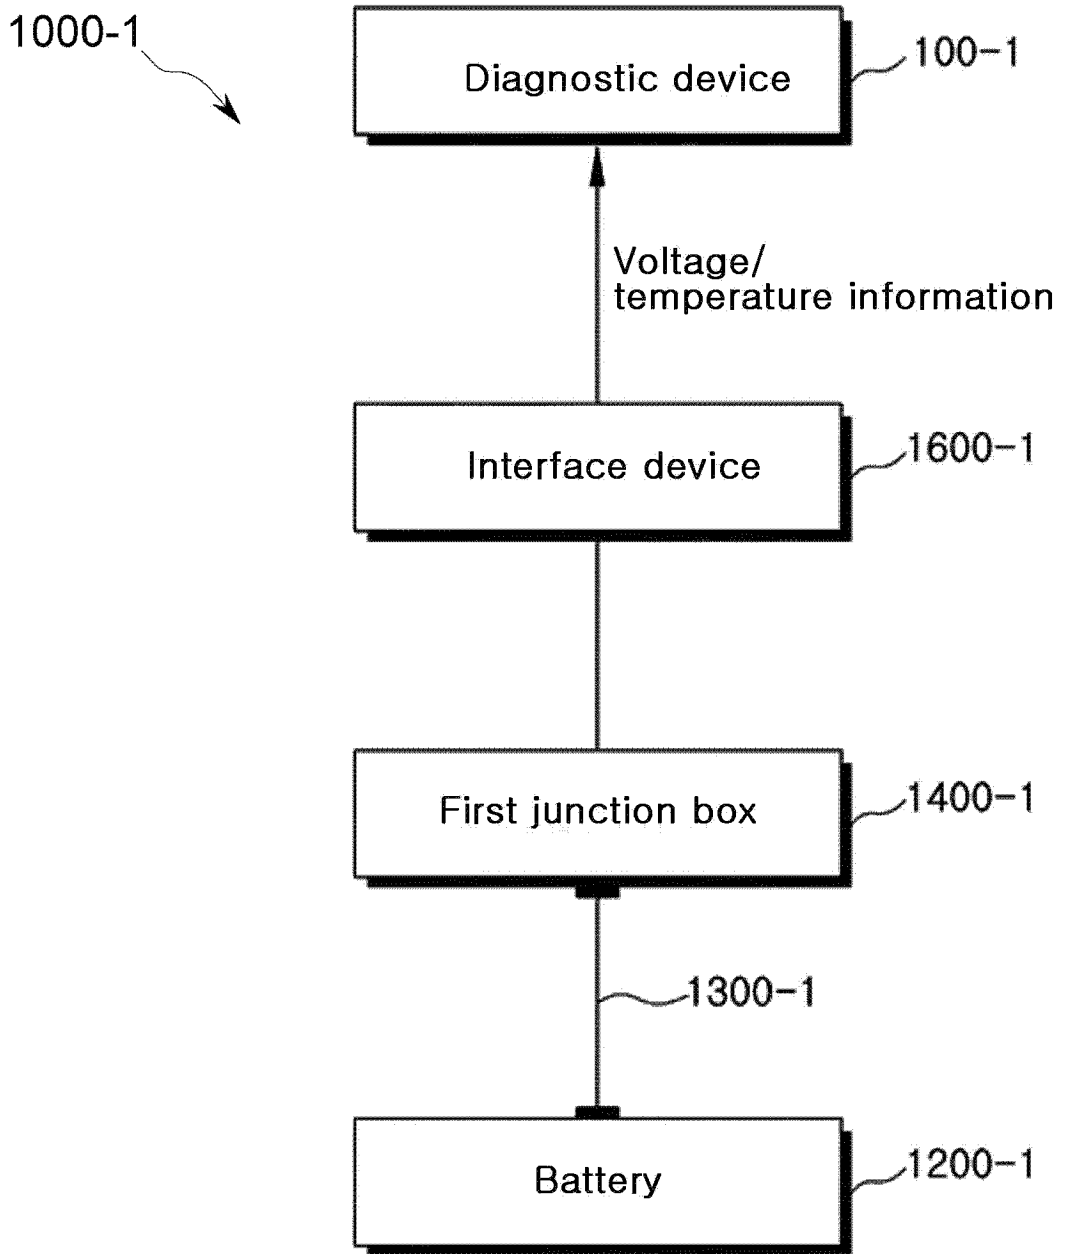 1000-1
Diagnostic device
100-1
Voltage/
temperature information
Interface device
1600-1
First junction box
1400-1
1300-1
Battery
1200-1